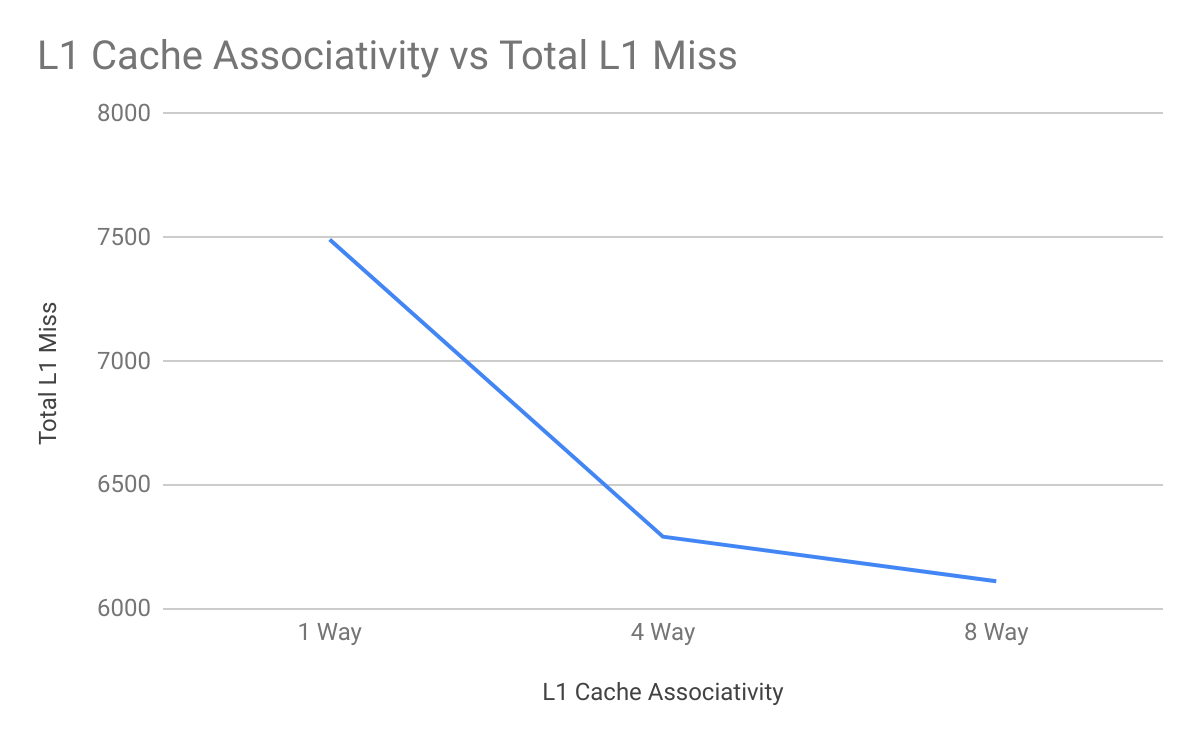 L1 Cache Associativity vs Total L1 Miss
8000
7500
7000
6500
6000
Total L1 Miss
1 Way 4 Way 8 Way
L1 Cache Associativity